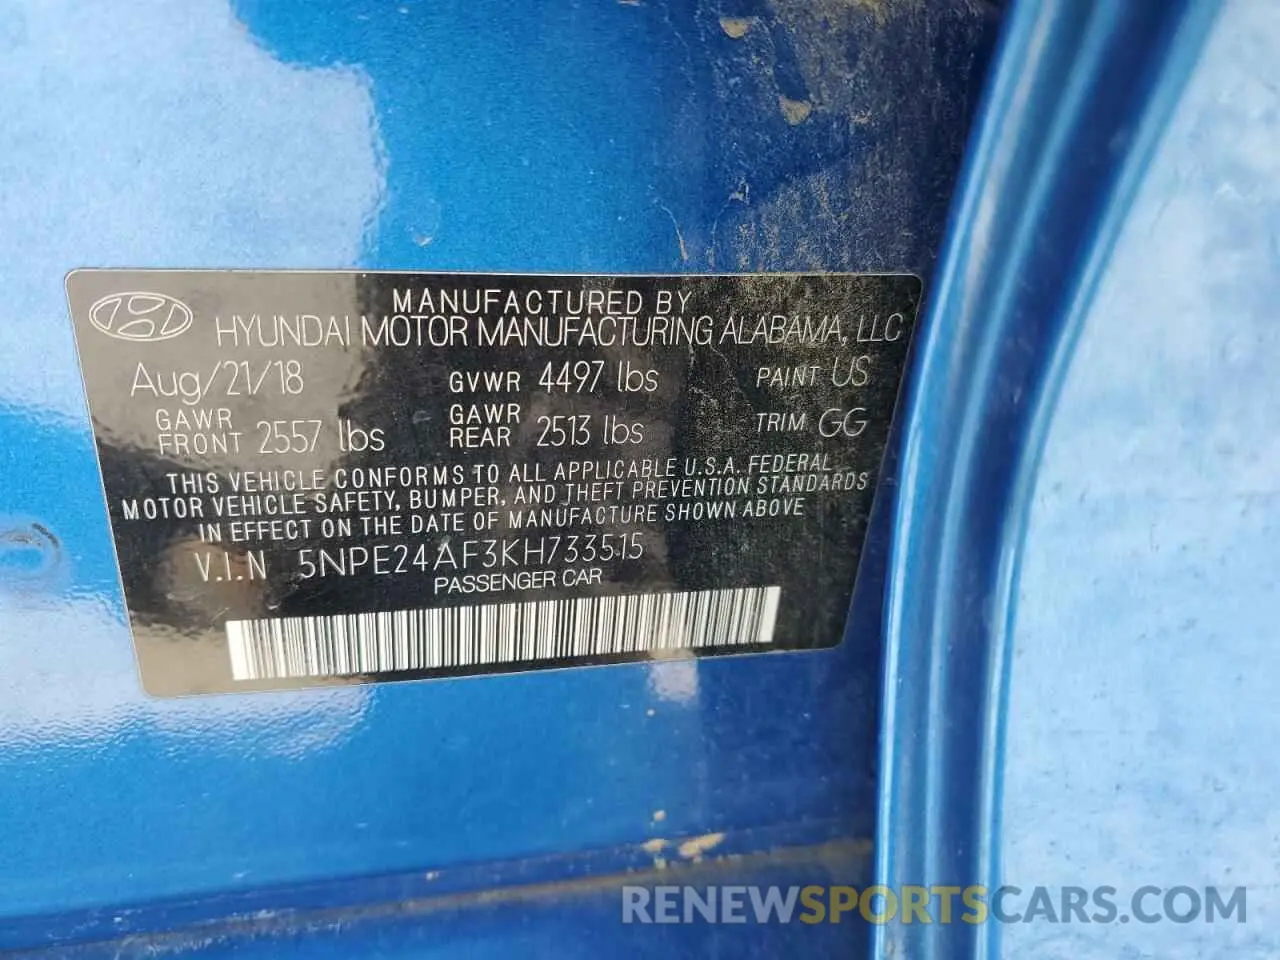 MANUFACTURED BY
HYUNDAI MOTOR MANUFACTURING ALABAMA, LLC
Aug/21/18 GVWR 4497 lbs PAINT US
GAWR FRONT 2557 lbs GAWR REAR 2513 lbs TRIM GG
THIS VEHICLE CONFORMS TO ALL APPLICABLE U.S.A. FEDERAL
MOTOR VEHICLE SAFETY, BUMPER, AND THEFT PREVENTION STANDARDS
IN EFFECT ON THE DATE OF MANUFACTURE SHOWN ABOVE
V.I.N 5NPE24AF3KH733515
PASSENGER CAR
RENEWSPORTSCARS.COM